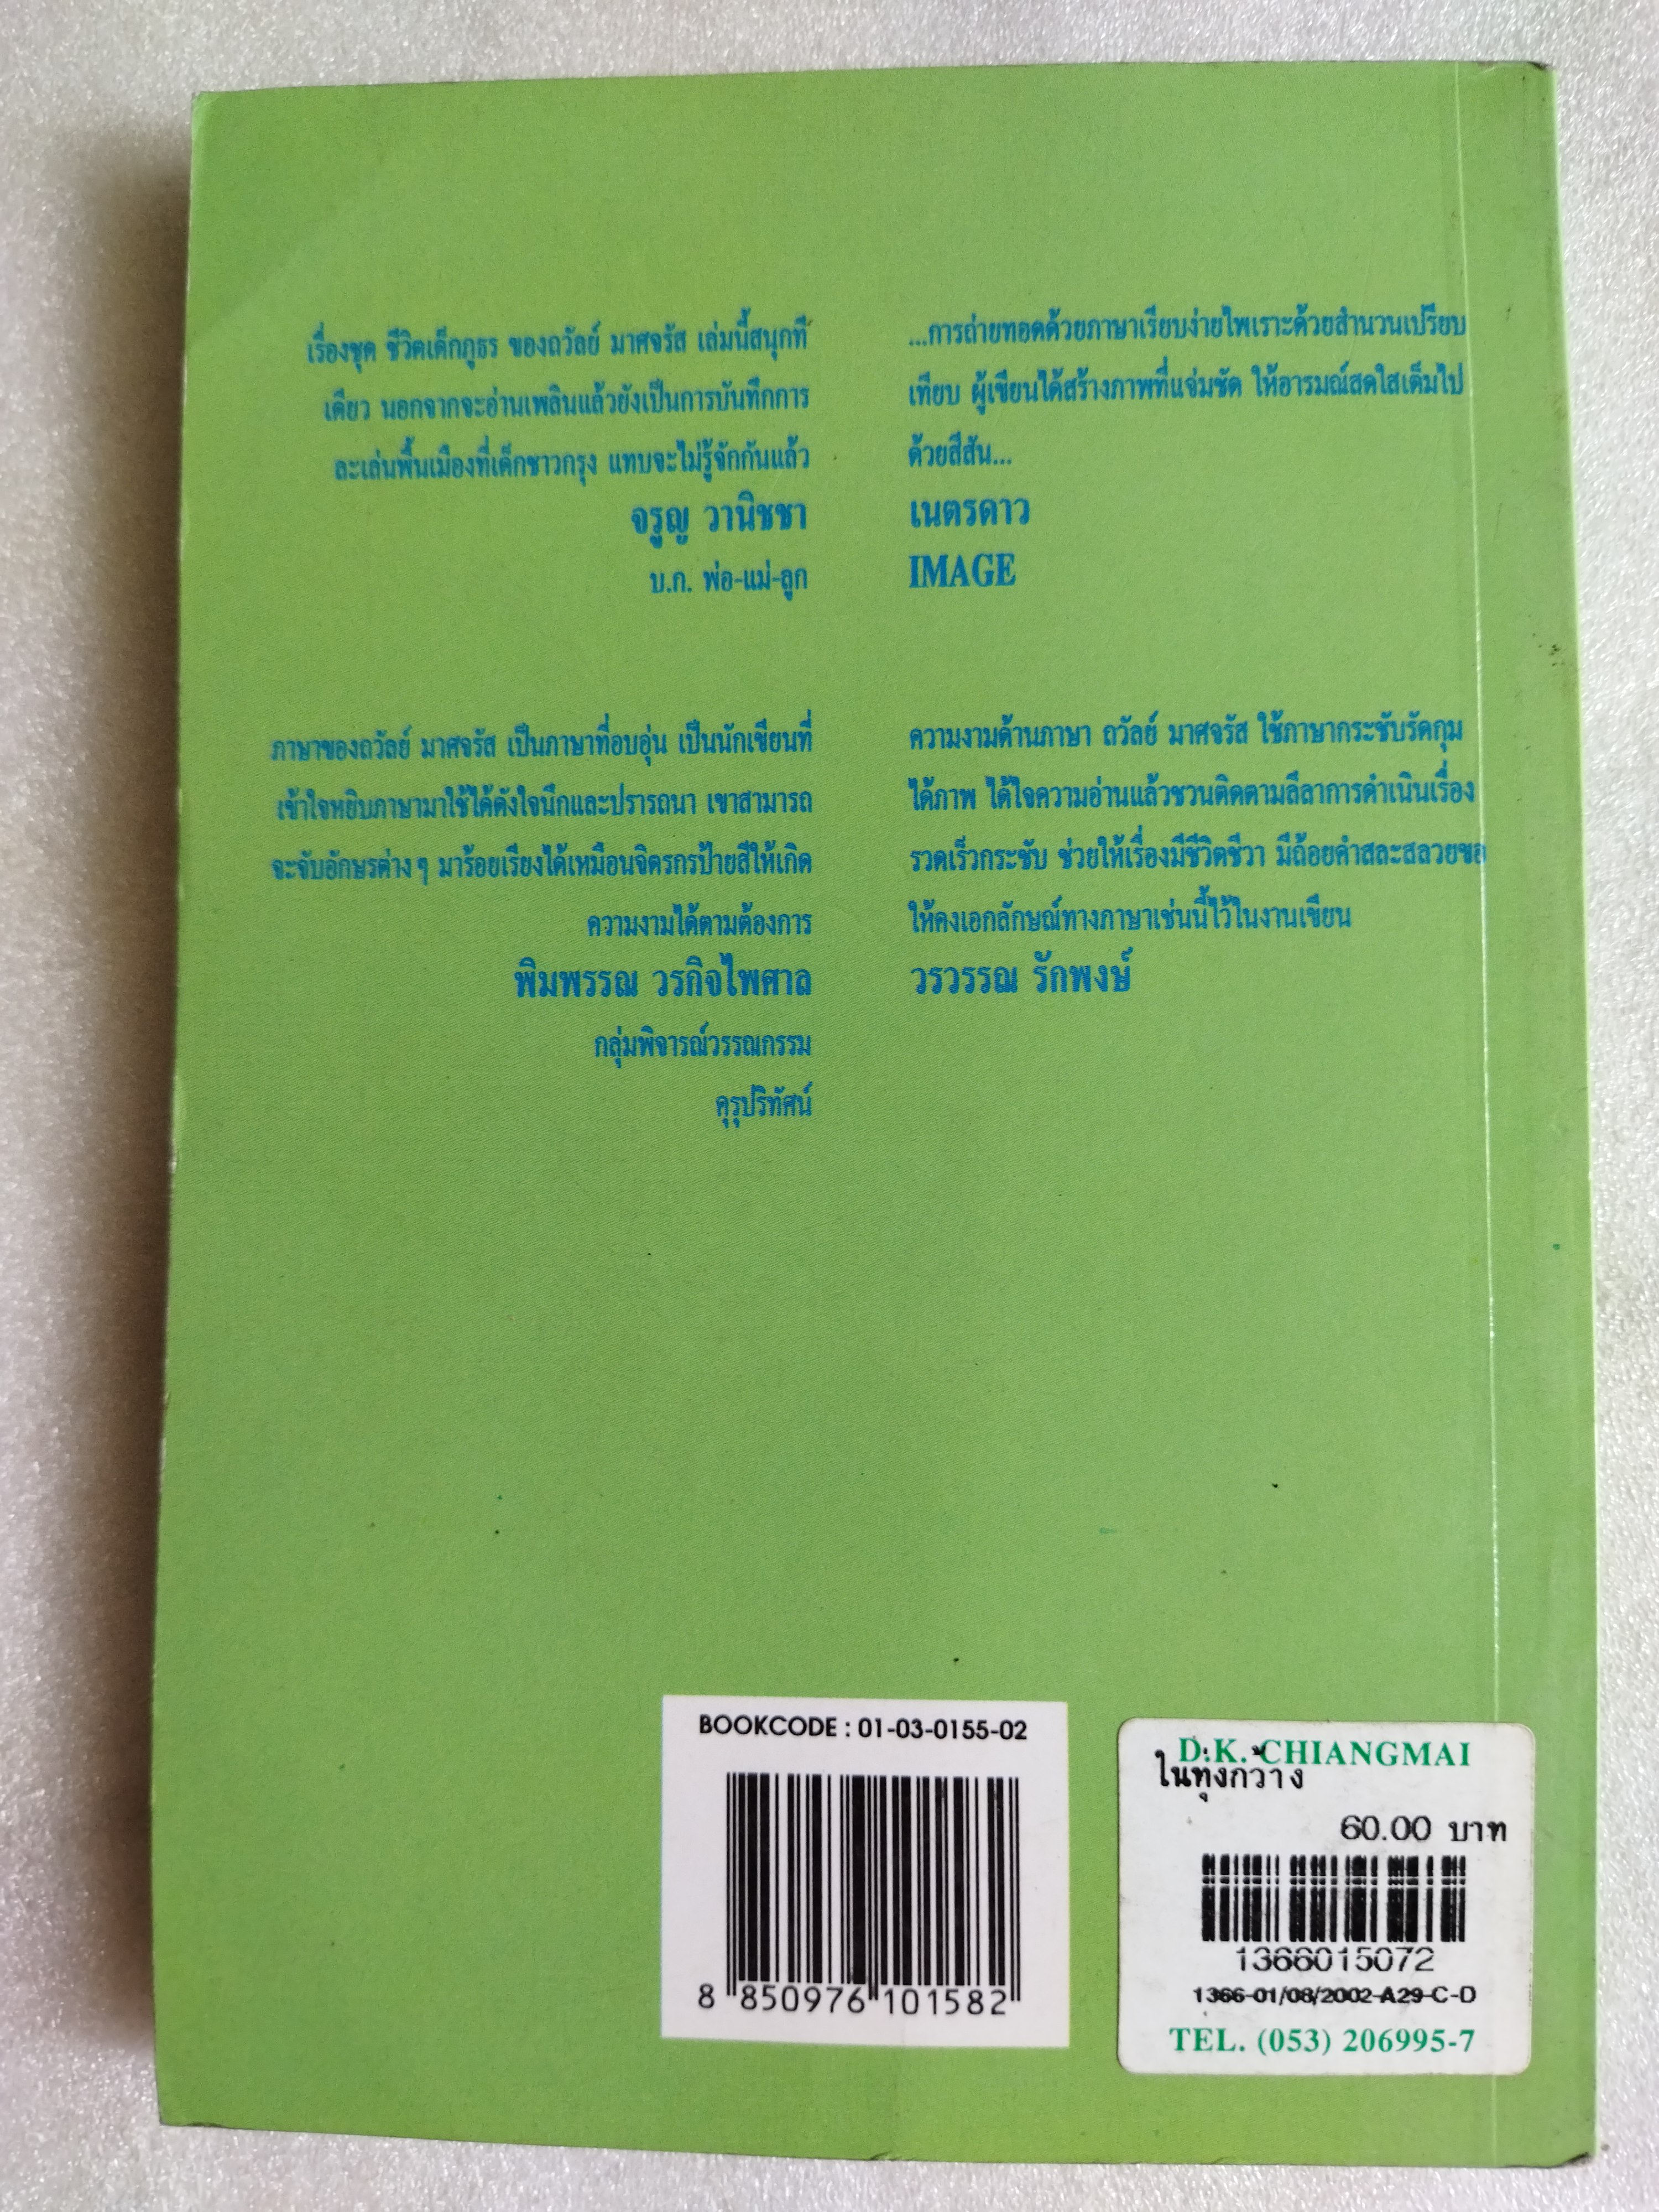 เรื่องชุด ชีวิตเด็กภูธร ของถวัลย์ มาศจรัส เล่มนี้สนุกที
เดียว นอกจากจะอ่านเพลินแล้วยังเป็นการบันทึกการ
ละเล่นพื้นเมืองที่เด็กชาวกรุง แทบจะไม่รู้จักกันแล้ว
จรูญ วานิชชา
บ.ก. พ่อ-แม่-ลูก
...การถ่ายทอดด้วยภาษาเรียบง่ายไพเราะด้วยสำนวนเปรียบ
เทียบ ผู้เขียนได้สร้างภาพที่แจ่มชัด ให้อารมณ์สดใสเต็มไป
ด้วยสีสัน...
เนตรดาว
IMAGE
ภาษาของถวัลย์ มาศจรัส เป็นภาษาที่อบอุ่น เป็นนักเขียนที่
เข้าใจหยิบภาษามาใช้ได้ดังใจนึกและปรารถนา เขาสามารถ
จะจับอักษรต่างๆ มาร้อยเรียงได้เหมือนจิตรกรป้ายสีให้เกิด
ความงามได้ตามต้องการ
พิมพรรณ วรกิจไพศาล
กลุ่มพิจารณ์วรรณกรรม
คุรุปริทัศน์
ความงามด้านภาษา ถวัลย์ มาศจรัส ใช้ภาษากระชับรัดกุม
ได้ภาพ ได้ใจความอ่านแล้วชวนติดตามลีลาการดำเนินเรื่อง
รวดเร็วกระชับ ช่วยให้เรื่องมีชีวิตชีวา มีถ้อยคำสละสลวยขอ
ให้คงเอกลักษณ์ทางภาษาเช่นนี้ไว้ในงานเขียน
วรวรรณ รักพงษ์
BOOKCODE : 01-03-0155-02
8 850976 101582
D.K. CHIANGMAI
ในทุ่งกว้าง
60.00 บาท
1366015072
1366-01/08/2002-A29-C-D
TEL. (053) 206995-7